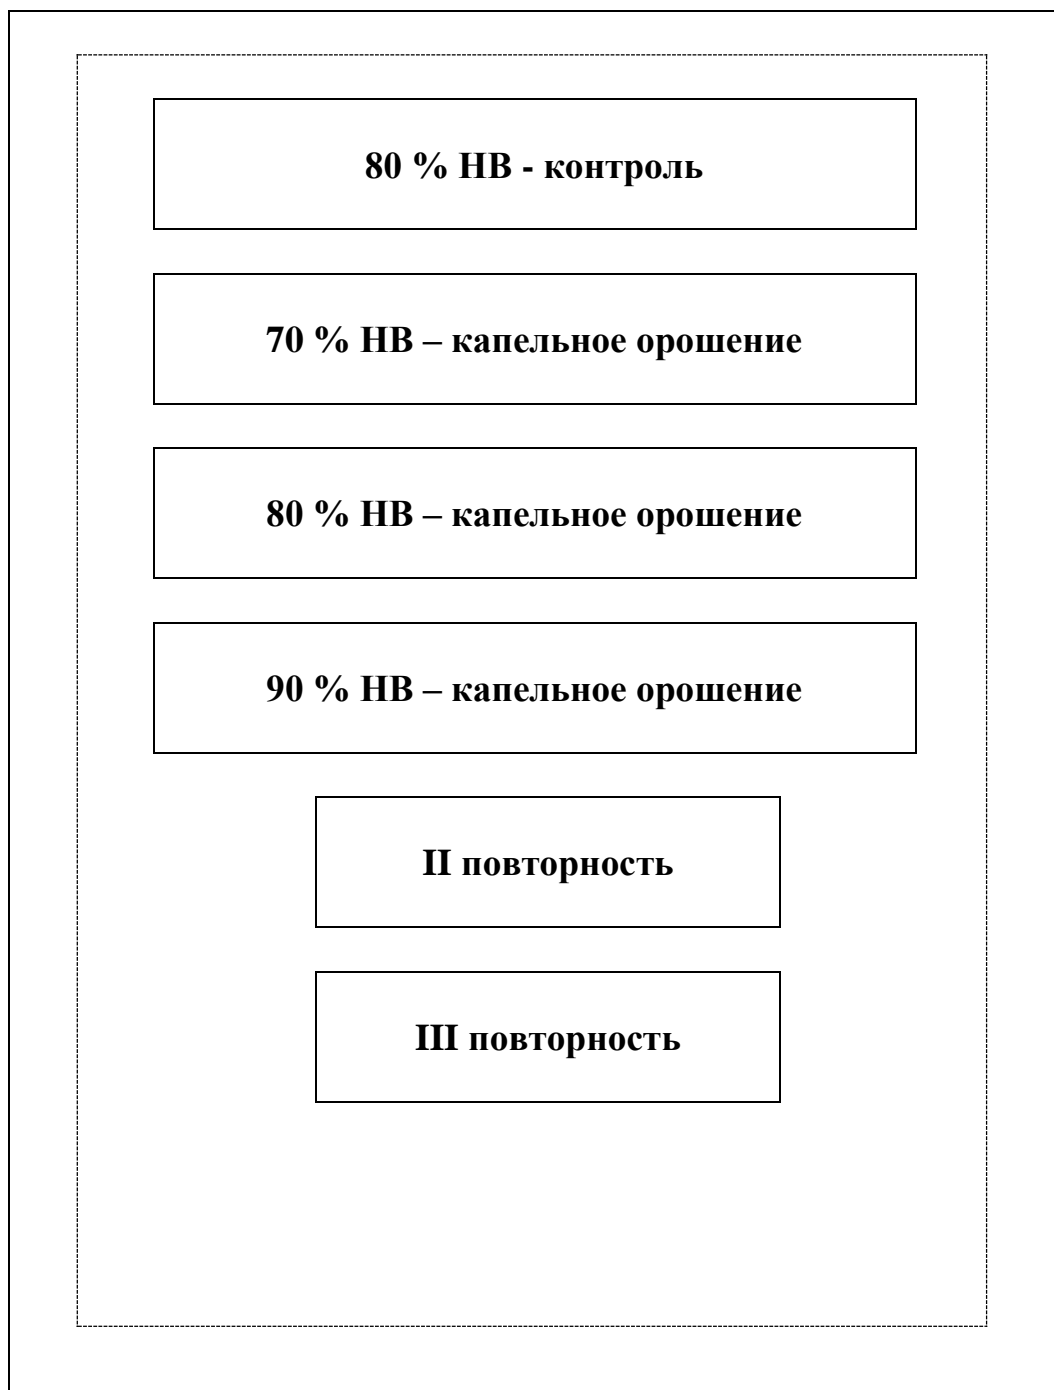 80 % НВ - контроль
70 % НВ – капельное орошение
80 % НВ – капельное орошение
90 % НВ – капельное орошение
II повторность
III повторность